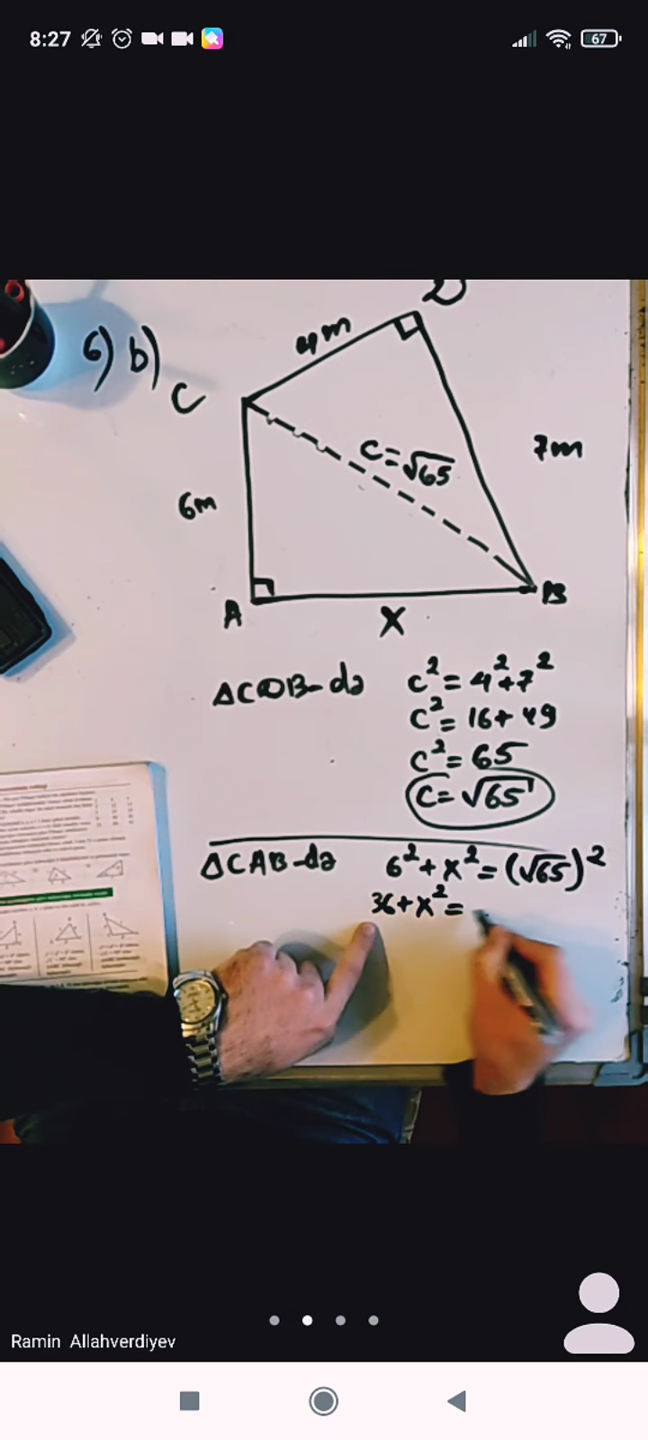 8:27
67
6) b)
D
4m
C
C=√65
7m
6m
A
B
X
ΔCDB-də c²=4²+7²
c²=16+49
c²=65
c=√65
ΔCAB-də 6²+x²=(√65)²
36+x²=
Ramin Allahverdiyev